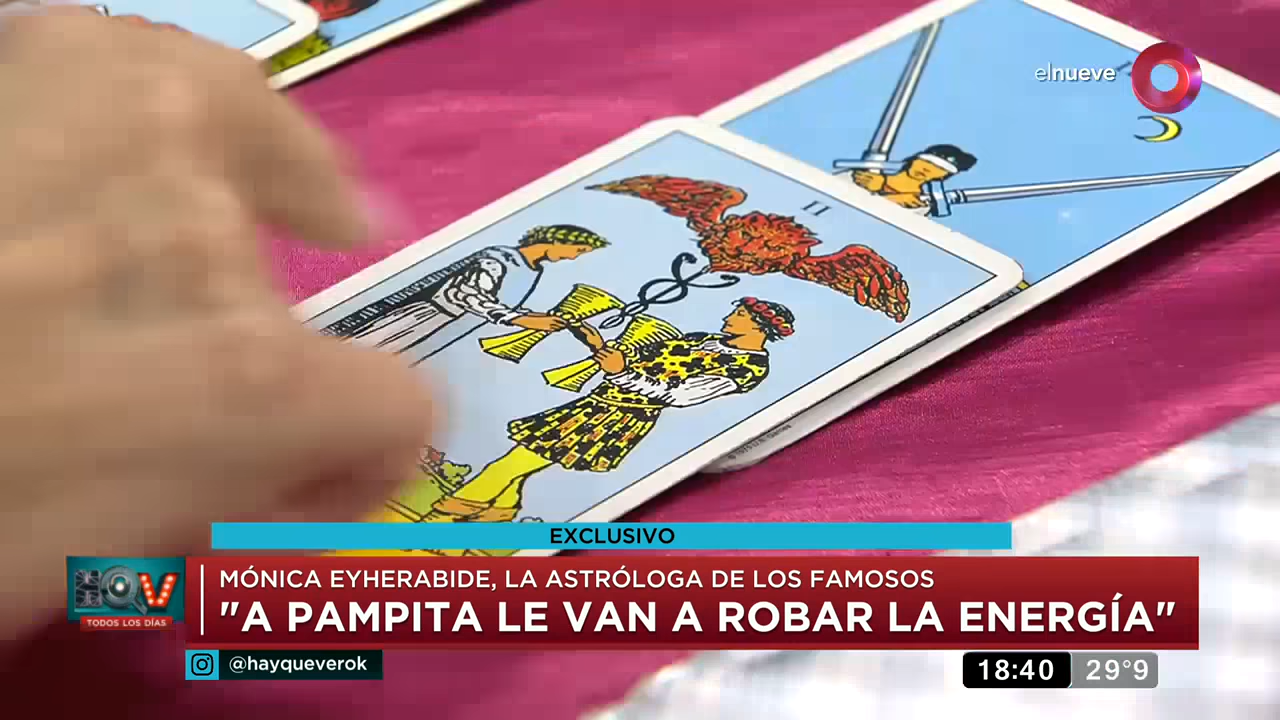 elnueve
II
EXCLUSIVO
MÓNICA EYHERABIDE, LA ASTRÓLOGA DE LOS FAMOSOS
"A PAMPITA LE VAN A ROBAR LA ENERGÍA"
HQV
TODOS LOS DÍAS
@hayqueverok
18:40 29°9